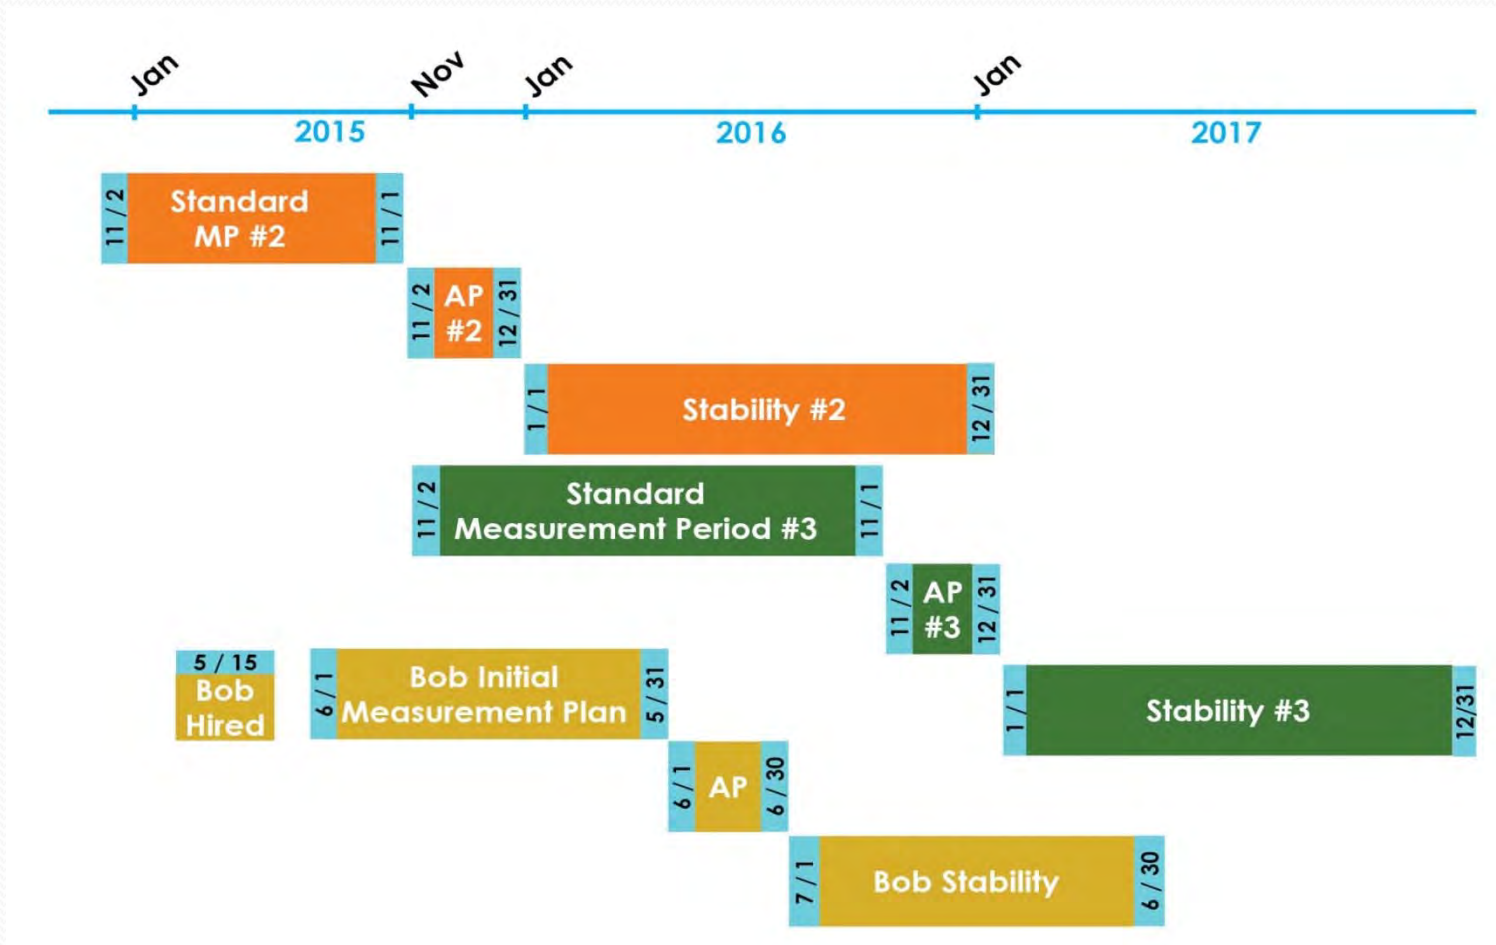 Jan
Nov
Jan
Jan
2015
2016
2017
11 / 2
Standard
MP #2
11 / 1
11 / 2
AP
#2
12 / 31
1 / 1
Stability #2
12 / 31
11 / 2
Standard
Measurement Period #3
11 / 1
11 / 2
AP
#3
12 / 31
5 / 15
Bob
Hired
6 / 1
Bob Initial
Measurement Plan
5 / 31
1 / 1
Stability #3
12/31
6 / 1
AP
6 / 30
7 / 1
Bob Stability
6 / 30